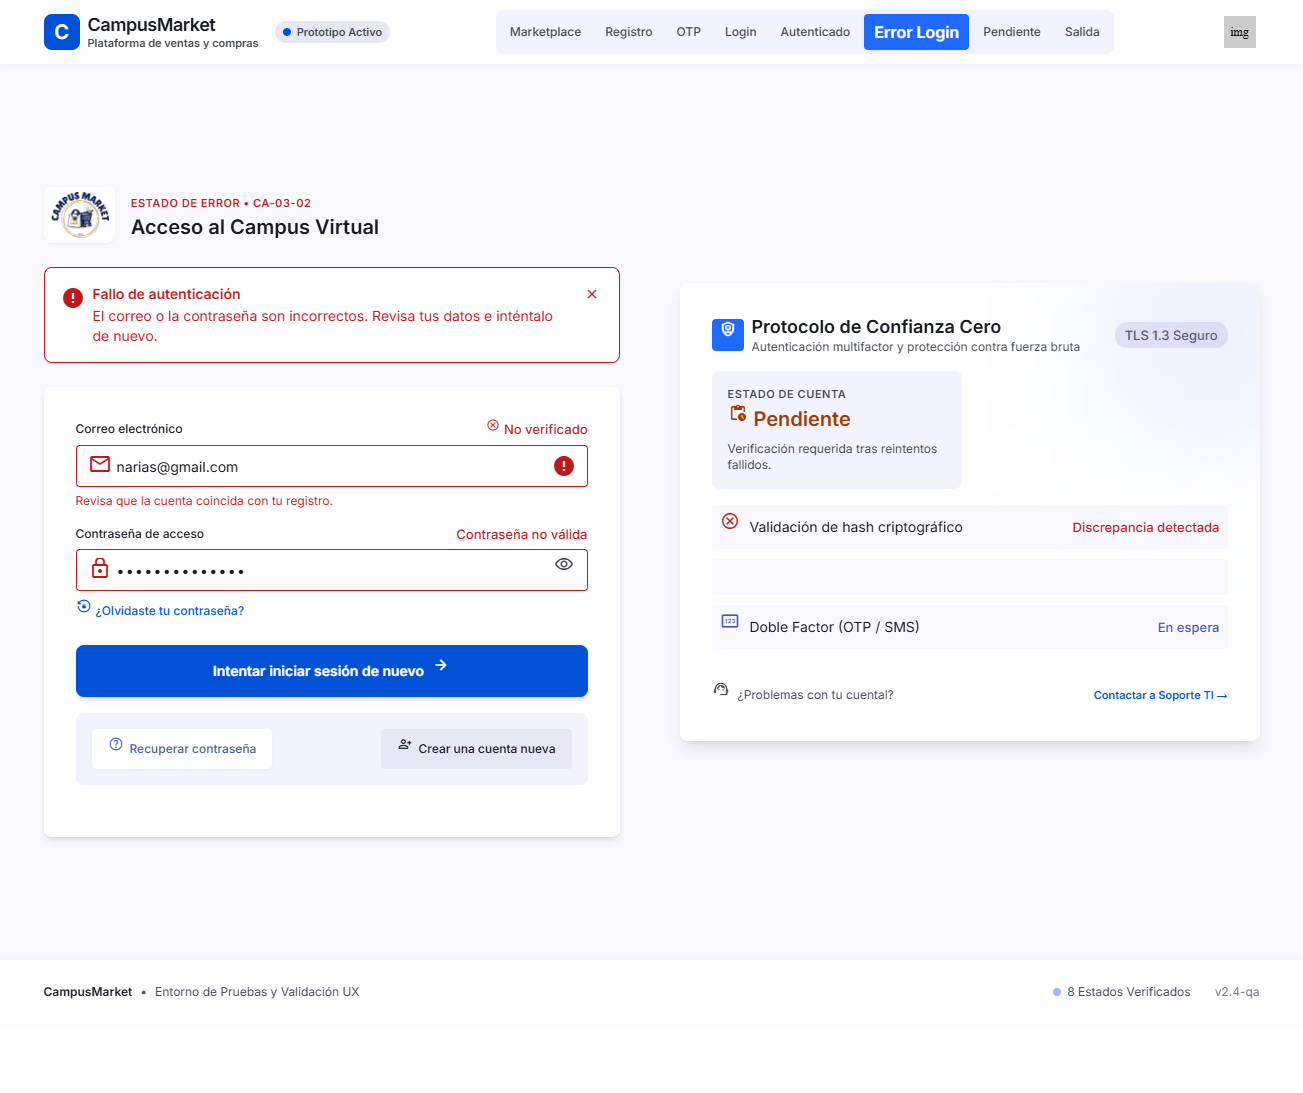 C
CampusMarket
Plataforma de ventas y compras
Prototipo Activo
Marketplace
Registro
OTP
Login
Autenticado
Error Login
Pendiente
Salida
img
CAMPUS MARKET
ESTADO DE ERROR • CA-03-02
Acceso al Campus Virtual
Fallo de autenticación
El correo o la contraseña son incorrectos. Revisa tus datos e inténtalo
de nuevo.
Correo electrónico
No verificado
narias@gmail.com
Revisa que la cuenta coincida con tu registro.
Contraseña de acceso
Contraseña no válida
••••••••••••••
¿Olvidaste tu contraseña?
Intentar iniciar sesión de nuevo
Recuperar contraseña
Crear una cuenta nueva
Protocolo de Confianza Cero
Autenticación multifactor y protección contra fuerza bruta
TLS 1.3 Seguro
ESTADO DE CUENTA
Pendiente
Verificación requerida tras reintentos
fallidos.
Validación de hash criptográfico
Discrepancia detectada
123
Doble Factor (OTP / SMS)
En espera
¿Problemas con tu cuental?
Contactar a Soporte TI →
CampusMarket • Entorno de Pruebas y Validación UX
8 Estados Verificados
v2.4-qa